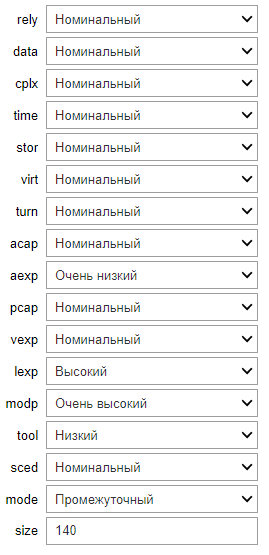 rely Номинальный
data Номинальный
cplx Номинальный
time Номинальный
stor Номинальный
virt Номинальный
turn Номинальный
acap Номинальный
aexp Очень низкий
pcap Номинальный
vexp Номинальный
lexp Высокий
modp Очень высокий
tool Низкий
sced Номинальный
mode Промежуточный
size 140